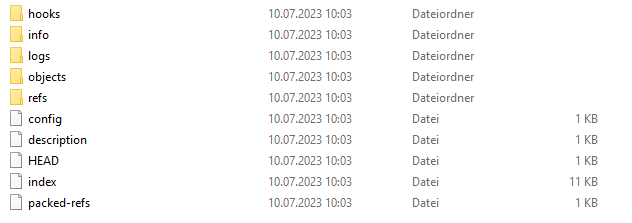 hooks 10.07.2023 10:03 Dateiordner
info 10.07.2023 10:03 Dateiordner
logs 10.07.2023 10:03 Dateiordner
objects 10.07.2023 10:03 Dateiordner
refs 10.07.2023 10:03 Dateiordner
config 10.07.2023 10:03 Datei 1 KB
description 10.07.2023 10:03 Datei 1 KB
HEAD 10.07.2023 10:03 Datei 1 KB
index 10.07.2023 10:03 Datei 11 KB
packed-refs 10.07.2023 10:03 Datei 1 KB